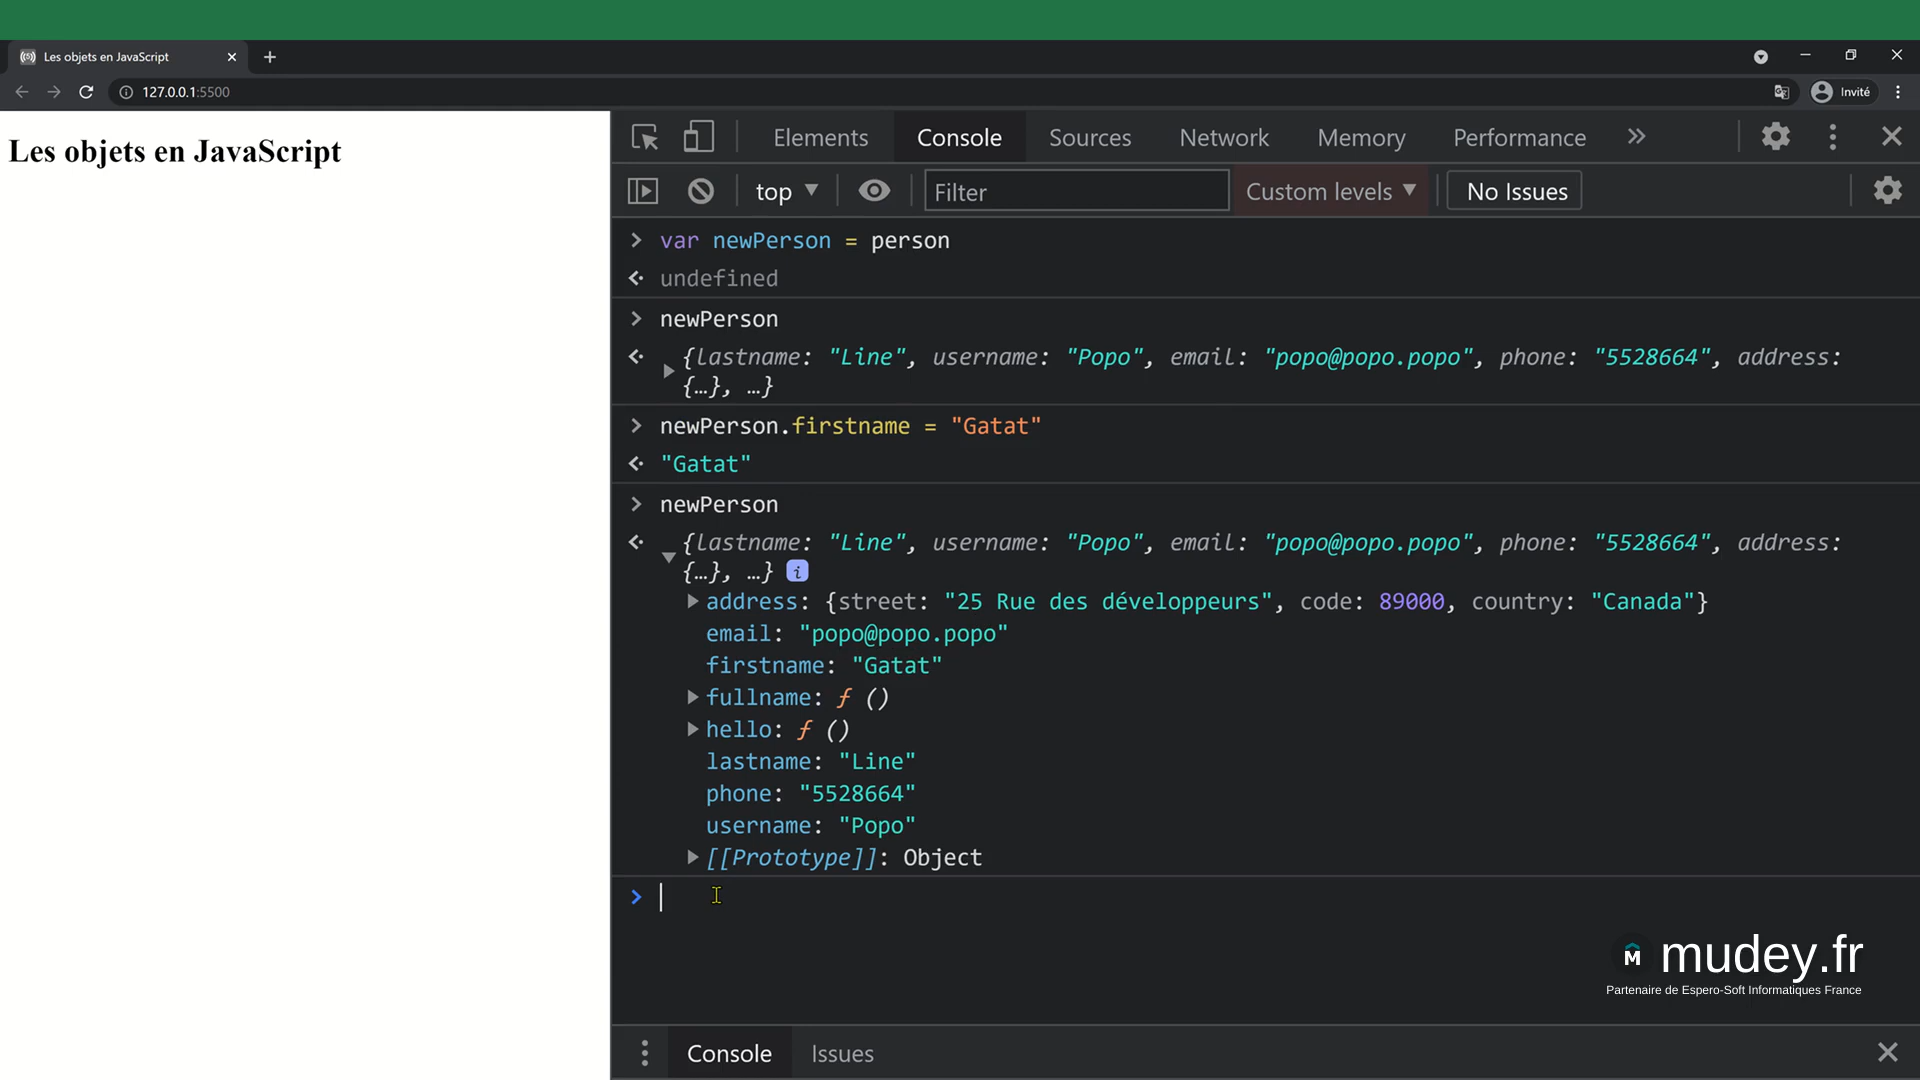 Les objets en JavaScript
127.0.0.1:5500
Invité
Les objets en JavaScript
Elements Console Sources Network Memory Performance
top Filter Custom levels No Issues
var newPerson = person
undefined
newPerson
{lastname: "Line", username: "Popo", email: "popo@popo.popo", phone: "5528664", address:
{…}, …}
newPerson.firstname = "Gatat"
"Gatat"
newPerson
{lastname: "Line", username: "Popo", email: "popo@popo.popo", phone: "5528664", address:
{…}, …} i
address: {street: "25 Rue des développeurs", code: 89000, country: "Canada"}
email: "popo@popo.popo"
firstname: "Gatat"
fullname: ƒ ()
hello: ƒ ()
lastname: "Line"
phone: "5528664"
username: "Popo"
[[Prototype]]: Object
M mudey.fr
Partenaire de Espero-Soft Informatiques France
Console Issues